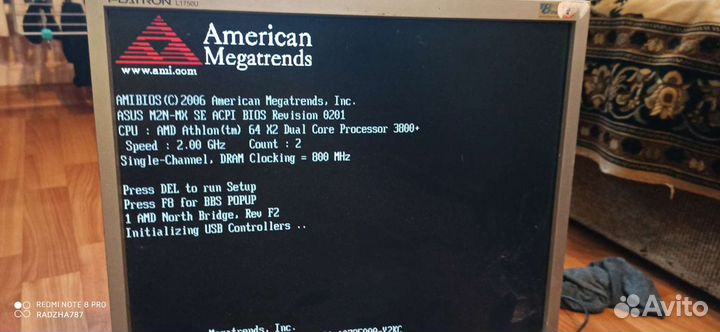 L1750U
American
Megatrends
www.ami.com
AMIBIOS(C)2006 American Megatrends, Inc.
ASUS M2N-MX SE ACPI BIOS Revision 0201
CPU : AMD Athlon(tm) 64 X2 Dual Core Processor 3800+
Speed : 2.00 GHz Count : 2
Single-Channel, DRAM Clocking = 800 MHz
Press DEL to run Setup
Press F8 for BBS POPUP
1 AMD North Bridge, Rev F2
Initializing USB Controllers ..
Megatrends, Inc.
REDMI NOTE 8 PRO
RADZHA787
Avito